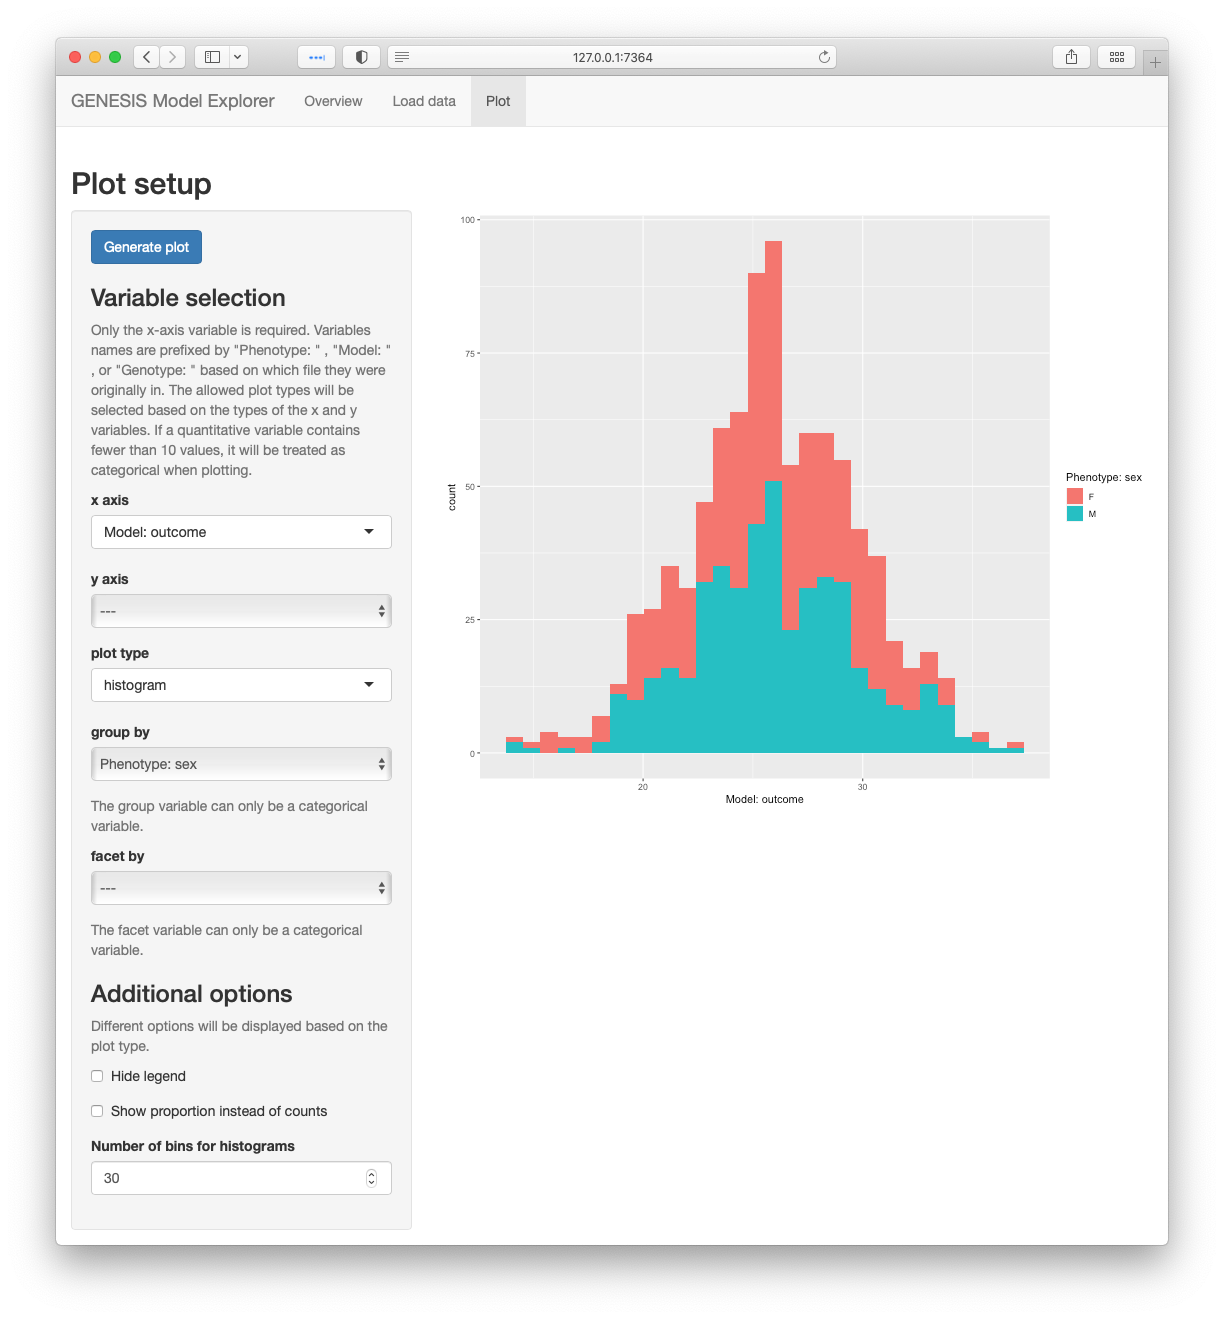 127.0.0.1:7364
GENESIS Model Explorer Overview Load data Plot
Plot setup
Generate plot
Variable selection
Only the x-axis variable is required. Variables
names are prefixed by "Phenotype: " , "Model: "
, or "Genotype: " based on which file they were
originally in. The allowed plot types will be
selected based on the types of the x and y
variables. If a quantitative variable contains
fewer than 10 values, it will be treated as
categorical when plotting.
x axis
Model: outcome
y axis
---
plot type
histogram
group by
Phenotype: sex
The group variable can only be a categorical
variable.
facet by
---
The facet variable can only be a categorical
variable.
Additional options
Different options will be displayed based on the
plot type.
Hide legend
Show proportion instead of counts
Number of bins for histograms
30
100
75
50
25
0
count
20 30
Model: outcome
Phenotype: sex
F
M